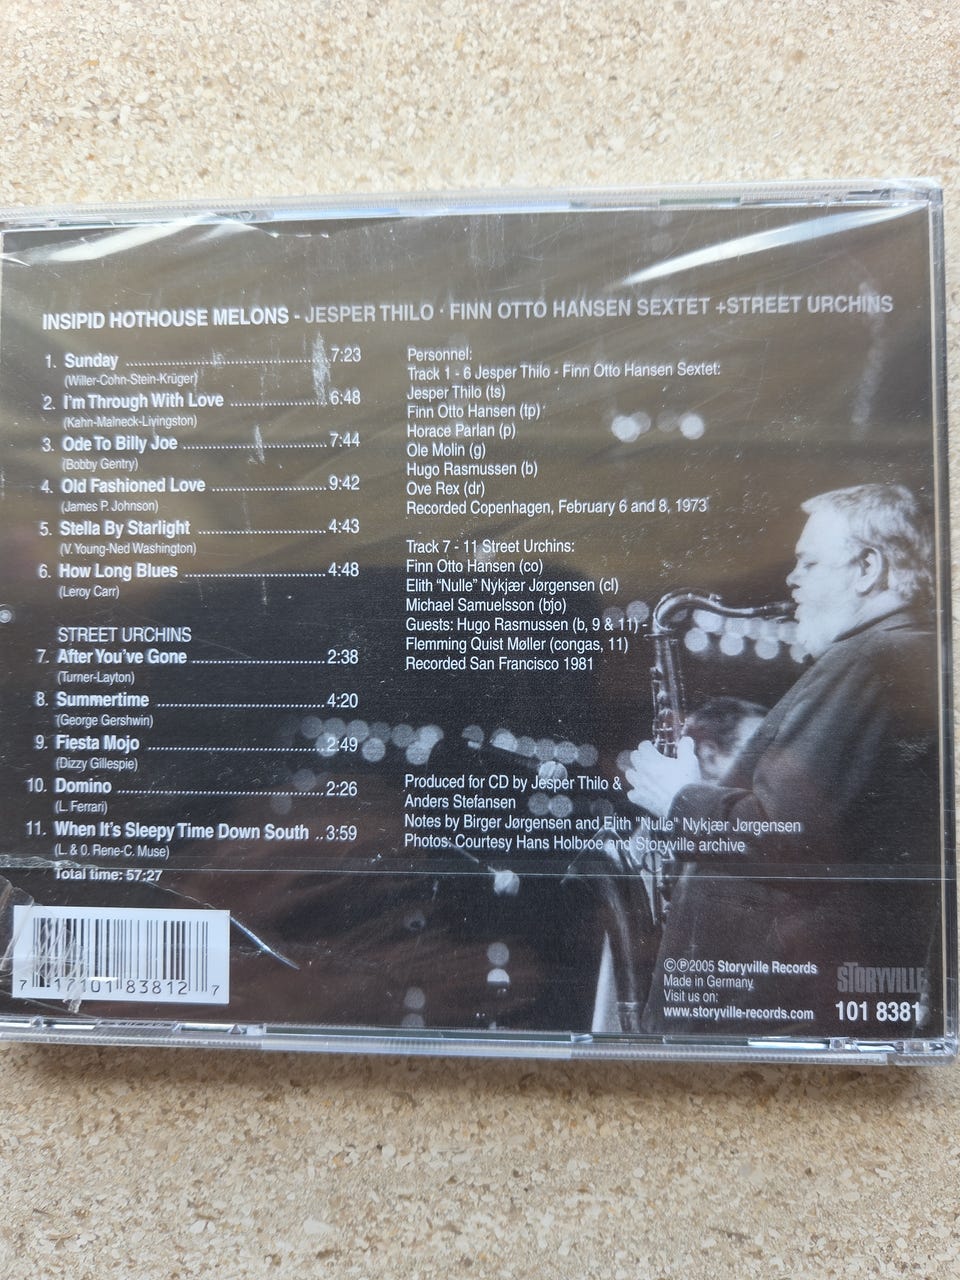 INSIPID HOTHOUSE MELONS - JESPER THILO · FINN OTTO HANSEN SEXTET +STREET URCHINS
1. Sunday ........................................ 7:23
(Willer-Cohn-Stein-Krüger)
2. I'm Through With Love ........................ 6:48
(Kahn-Malneck-Livingston)
3. Ode To Billy Joe .............................. 7:44
(Bobby Gentry)
4. Old Fashioned Love ........................... 9:42
(James P. Johnson)
5. Stella By Starlight ............................ 4:43
(V. Young-Ned Washington)
6. How Long Blues ............................... 4:48
(Leroy Carr)
STREET URCHINS
7. After You've Gone ............................. 2:38
(Turner-Layton)
8. Summertime .................................... 4:20
(George Gershwin)
9. Fiesta Mojo .................................... 2:49
(Dizzy Gillespie)
10. Domino ........................................ 2:26
(L. Ferrari)
11. When It's Sleepy Time Down South .. 3:59
(L. & O. Rene-C. Muse)
Total time: 57:27
Personnel:
Track 1 - 6 Jesper Thilo - Finn Otto Hansen Sextet:
Jesper Thilo (ts)
Finn Otto Hansen (tp)
Horace Parlan (p)
Ole Molin (g)
Hugo Rasmussen (b)
Ove Rex (dr)
Recorded Copenhagen, February 6 and 8, 1973
Track 7 - 11 Street Urchins:
Finn Otto Hansen (co)
Elith "Nulle" Nykjær Jørgensen (cl)
Michael Samuelsson (bjo)
Guests: Hugo Rasmussen (b, 9 & 11) -
Flemming Quist Møller (congas, 11)
Recorded San Francisco 1981
Produced for CD by Jesper Thilo &
Anders Stefansen
Notes by Birger Jørgensen and Elith "Nulle" Nykjær Jørgensen
Photos: Courtesy Hans Holbroe and Storyville archive
7 17101 83812 7
©℗2005 Storyville Records
Made in Germany
Visit us on:
www.storyville-records.com
STORYVILLE
101 8381